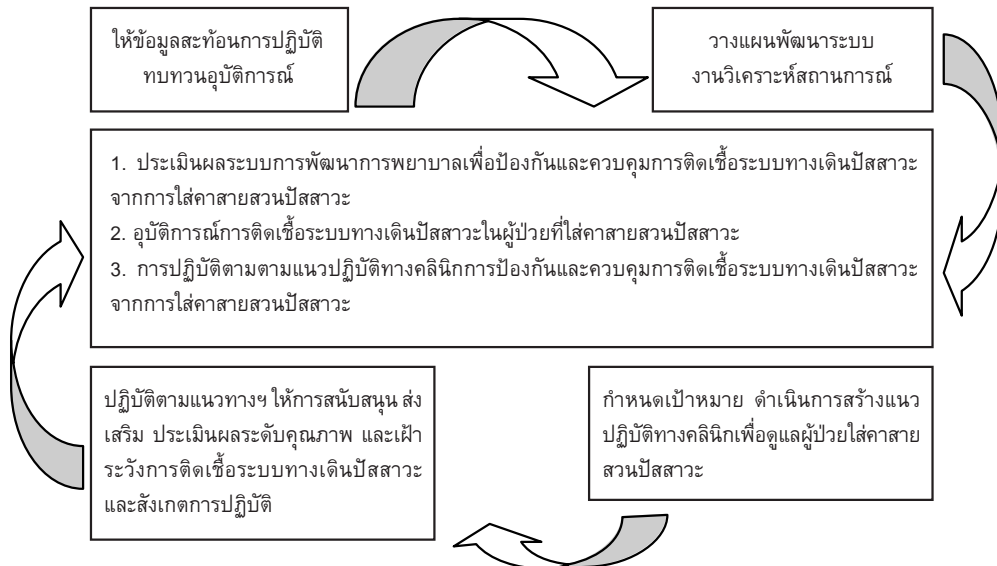 ให้ข้อมูลสะท้อนการปฏิบัติ
ทบทวนอุบัติการณ์
วางแผนพัฒนาระบบ
งานวิเคราะห์สถานการณ์
1. ประเมินผลระบบการพัฒนาการพยาบาลเพื่อป้องกันและควบคุมการติดเชื้อระบบทางเดินปัสสาวะ
จากการใส่คาสายสวนปัสสาวะ
2. อุบัติการณ์การติดเชื้อระบบทางเดินปัสสาวะในผู้ป่วยที่ใส่คาสายสวนปัสสาวะ
3. การปฏิบัติตามตามแนวปฏิบัติทางคลินิกการป้องกันและควบคุมการติดเชื้อระบบทางเดินปัสสาวะ
จากการใส่คาสายสวนปัสสาวะ
ปฏิบัติตามแนวทางฯ ให้การสนับสนุน ส่ง
เสริม ประเมินผลระดับคุณภาพ และเฝ้า
ระวังการติดเชื้อระบบทางเดินปัสสาวะ
และสังเกตการปฏิบัติ
กำหนดเป้าหมาย ดำเนินการสร้างแนว
ปฏิบัติทางคลินิกเพื่อดูแลผู้ป่วยใส่คาสาย
สวนปัสสาวะ